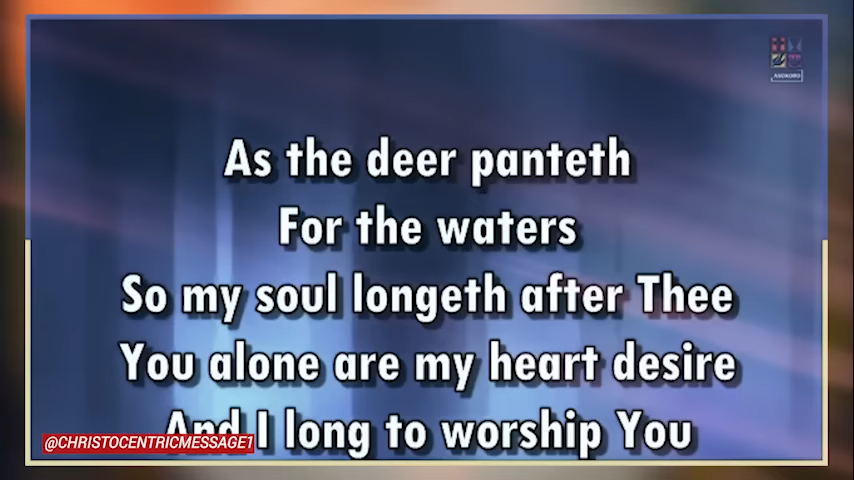 ASOKORO
As the deer panteth
For the waters
So my soul longeth after Thee
You alone are my heart desire
And I long to worship You
@CHRISTOCENTRICMESSAGE1